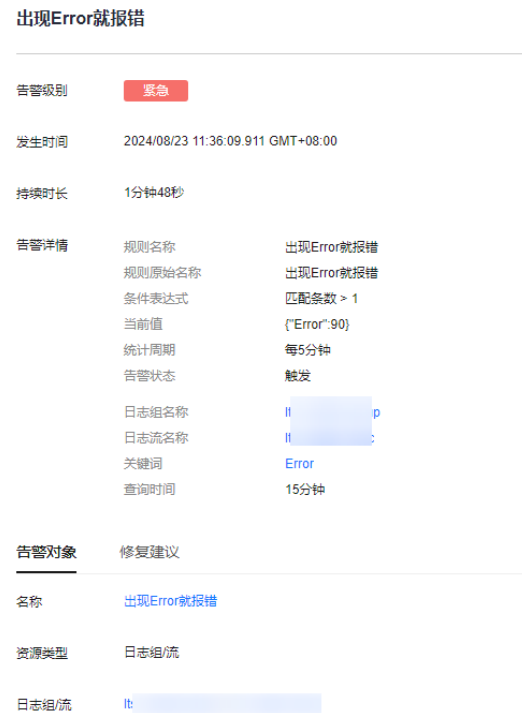 出现Error就报错
告警级别 紧急
发生时间 2024/08/23 11:36:09.911 GMT+08:00
持续时长 1分钟48秒
告警详情 规则名称 出现Error就报错
规则原始名称 出现Error就报错
条件表达式 匹配条数 > 1
当前值 {"Error":90}
统计周期 每5分钟
告警状态 触发
日志组名称
日志流名称
关键词 Error
查询时间 15分钟
告警对象 修复建议
名称 出现Error就报错
资源类型 日志组/流
日志组/流